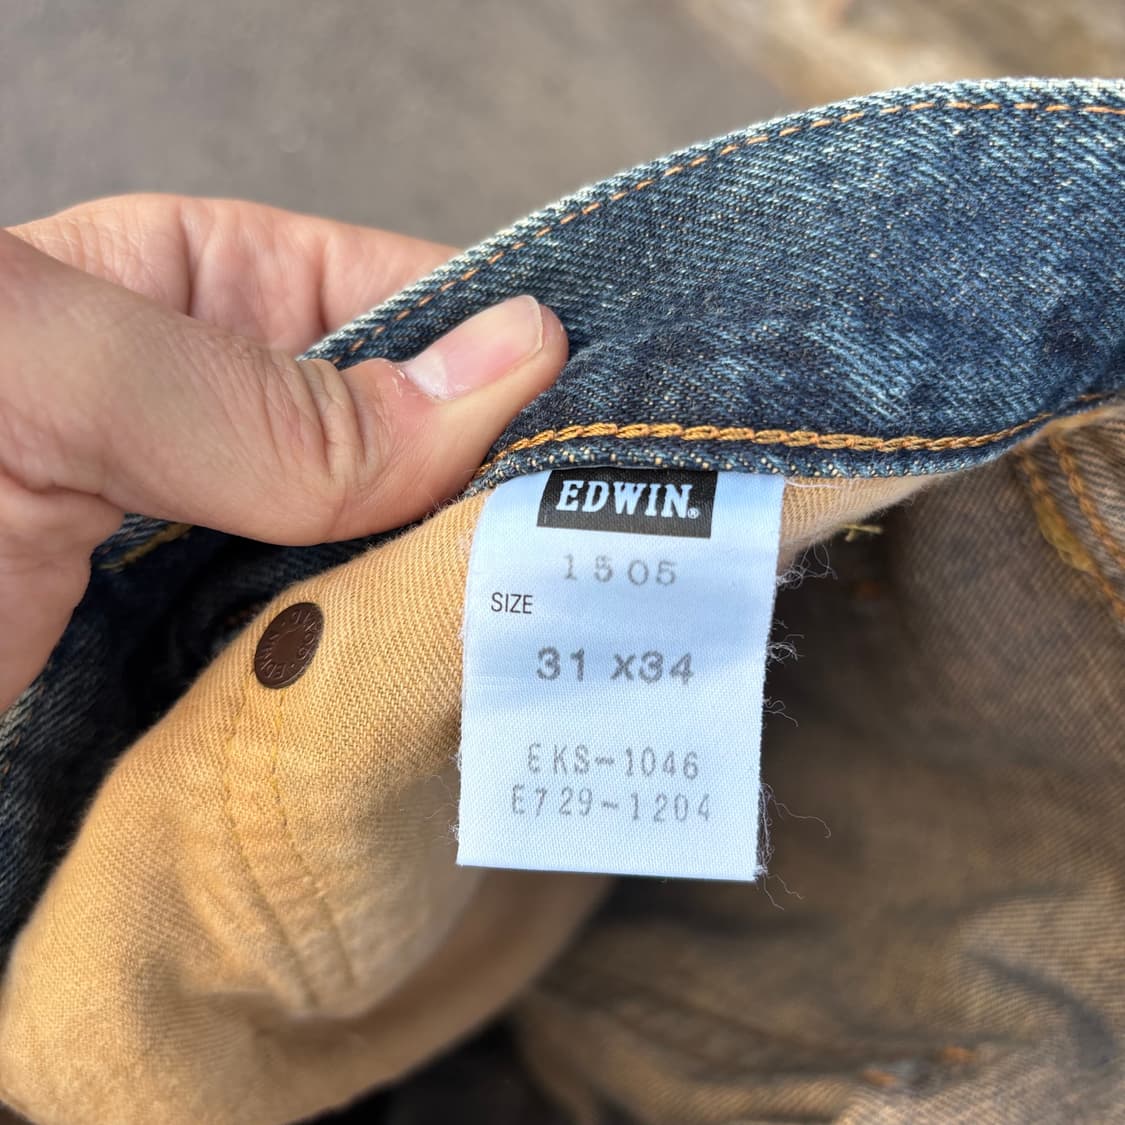 EDWIN®
1505
SIZE
31 x34
EKS-1046
E729-1204